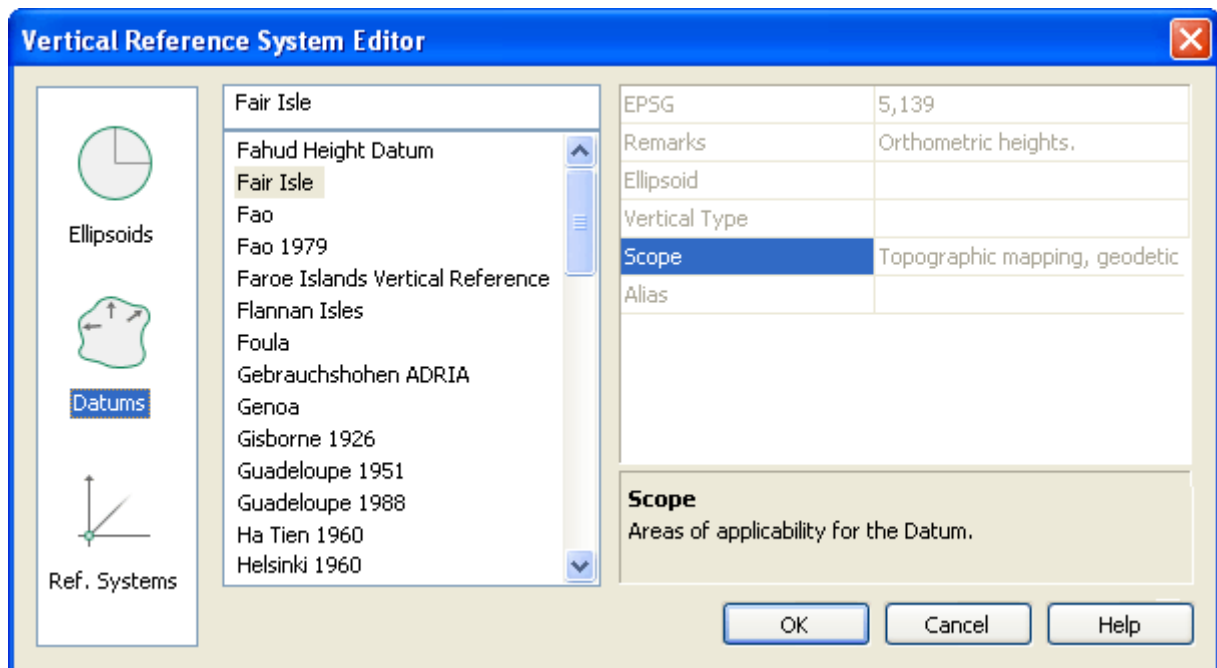 Vertical Reference System Editor
Ellipsoids
Datums
Ref. Systems
Fair Isle
Fahud Height Datum
Fair Isle
Fao
Fao 1979
Faroe Islands Vertical Reference
Flannan Isles
Foula
Gebrauchshohen ADRIA
Genoa
Gisborne 1926
Guadeloupe 1951
Guadeloupe 1988
Ha Tien 1960
Helsinki 1960
EPSG 5,139
Remarks Orthometric heights.
Ellipsoid
Vertical Type
Scope Topographic mapping, geodetic
Alias
Scope
Areas of applicability for the Datum.
OK Cancel Help